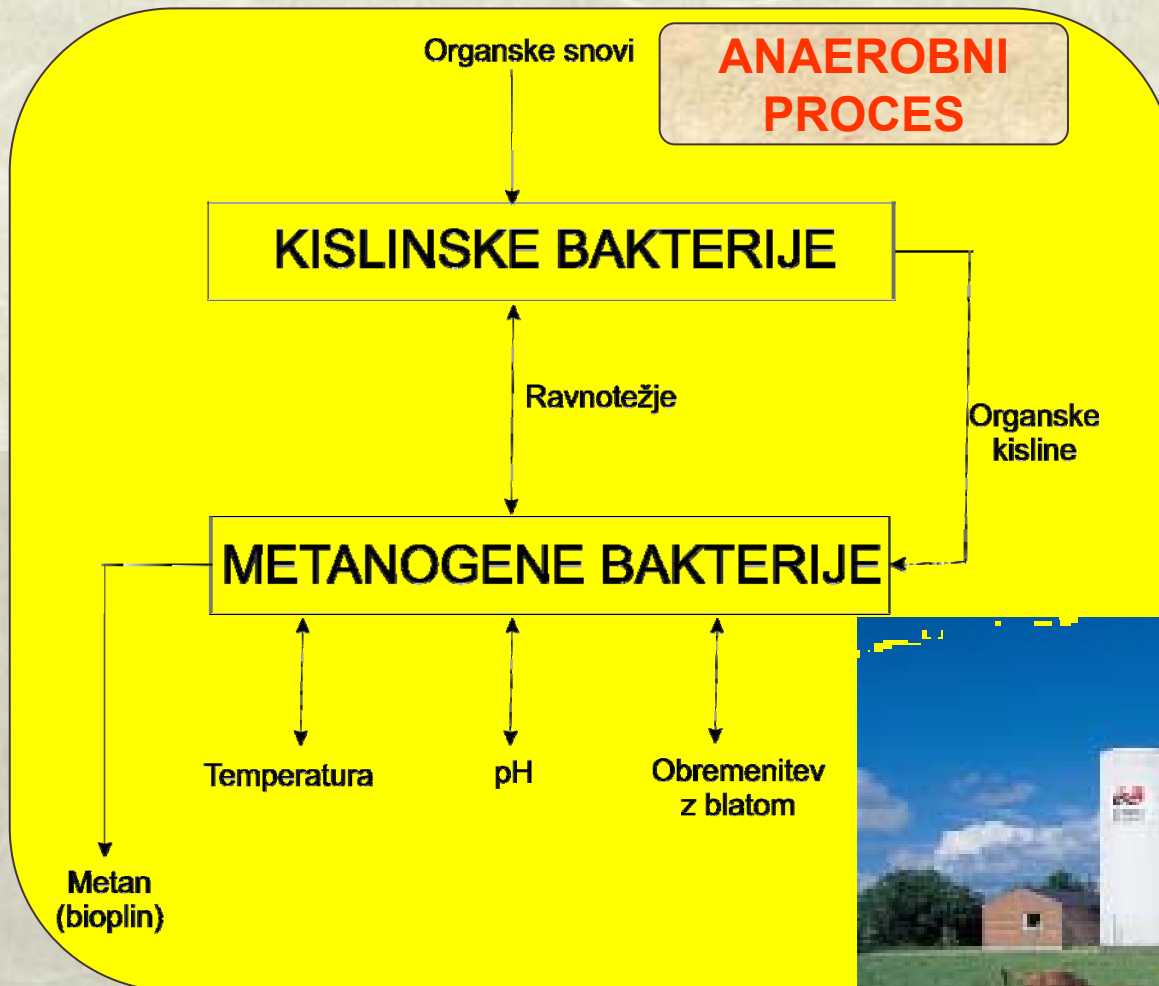 Organske snovi
ANAEROBNI
PROCES
KISLINSKE BAKTERIJE
Ravnotežje
Organske
kisline
METANOGENE BAKTERIJE
Temperatura
pH
Obremenitev
z blatom
Metan
(bioplin)